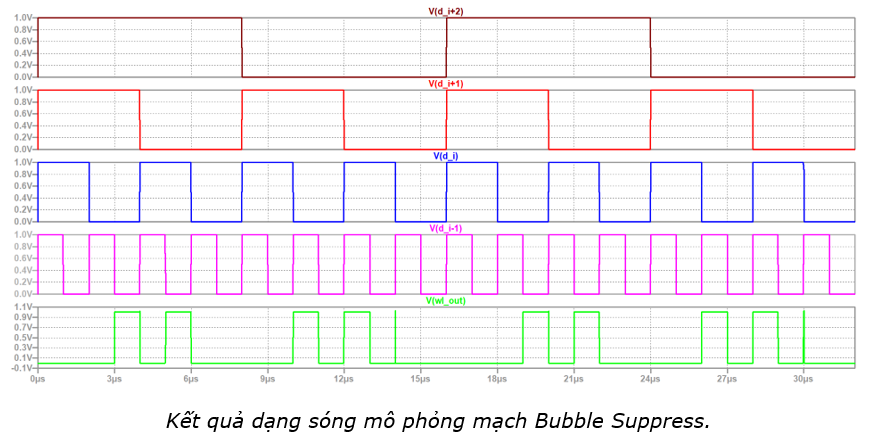 V(d_i+2)
1.0V
0.8V
0.6V
0.4V
0.2V
0.0V
V(d_i+1)
1.0V
0.8V
0.6V
0.4V
0.2V
0.0V
V(d_i)
1.0V
0.8V
0.6V
0.4V
0.2V
0.0V
V(d_i-1)
1.0V
0.8V
0.6V
0.4V
0.2V
0.0V
V(wl_out)
1.1V
0.9V
0.7V
0.5V
0.3V
0.1V
-0.1V
0µs 3µs 6µs 9µs 12µs 15µs 18µs 21µs 24µs 27µs 30µs
Kết quả dạng sóng mô phỏng mạch Bubble Suppress.